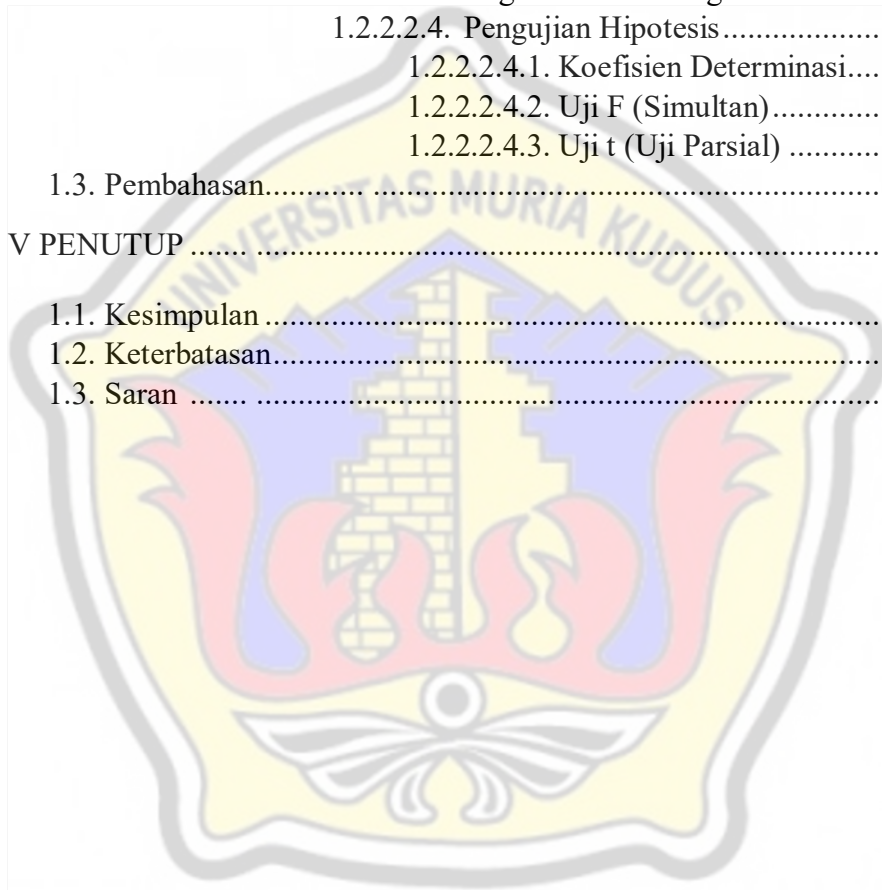 1.2.2.2.4. Pengujian Hipotesis...................
1.2.2.2.4.1. Koefisien Determinasi....
1.2.2.2.4.2. Uji F (Simultan).............
1.2.2.2.4.3. Uji t (Uji Parsial) ...........
1.3. Pembahasan........... ......................................................
V PENUTUP ....... ...................................................................
1.1. Kesimpulan ....................................................................
1.2. Keterbatasan...................................................................
1.3. Saran ....... ...................................................................
UNIVERSITAS MURIA KUDUS